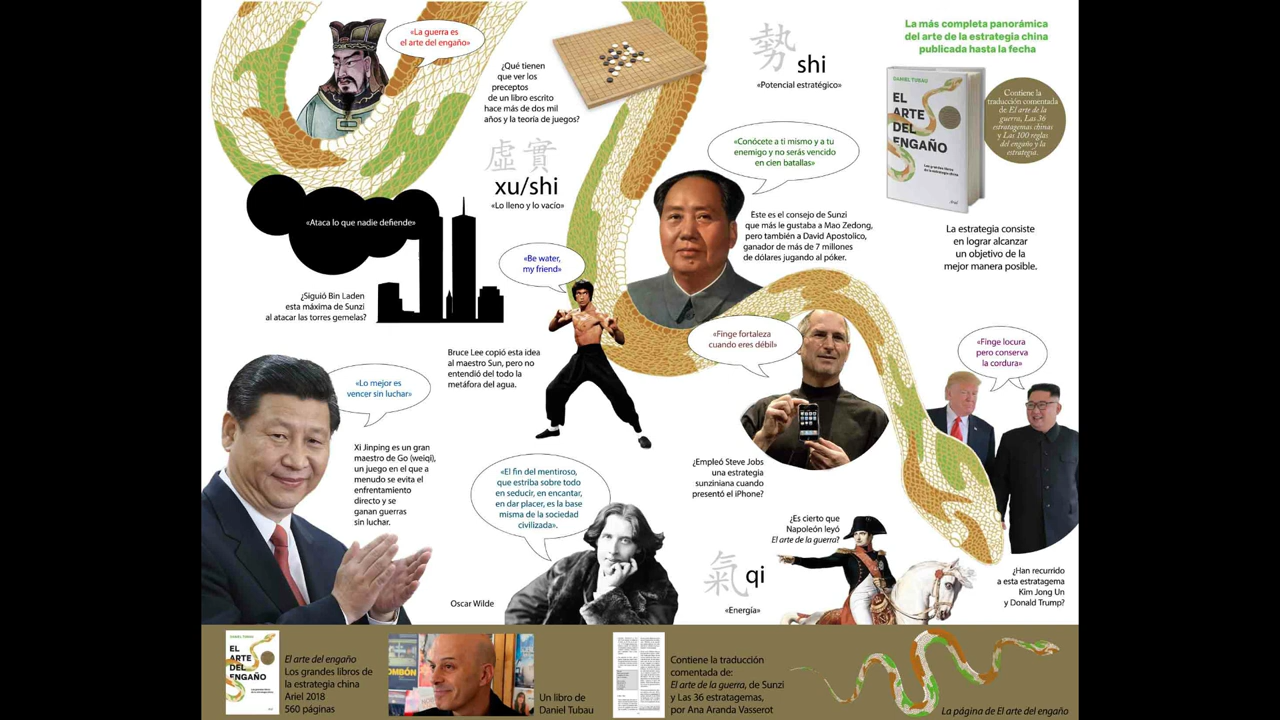 «La guerra es
el arte del engaño»
¿Qué tienen
que ver los
preceptos
de un libro escrito
hace más de dos mil
años y la teoría de juegos?
勢 shi
«Potencial estratégico»
La más completa panorámica
del arte de la estrategia china
publicada hasta la fecha
DANIEL TUBAU
EL
ARTE
DEL
ENGAÑO
Los grandes libros
de la estrategia china
Contiene la
traducción comentada
de El arte de la
guerra, Las 36
estratagemas chinas
y Las 100 reglas
del engaño y la
estrategia.
虛實
xu/shi
«Lo lleno y lo vacío»
«Conócete a ti mismo y a tu
enemigo y no serás vencido
en cien batallas»
Este es el consejo de Sunzi
que más le gustaba a Mao Zedong,
pero también a David Apostolico,
ganador de más de 7 millones
de dólares jugando al póker.
La estrategia consiste
en lograr alcanzar
un objetivo de la
mejor manera posible.
«Ataca lo que nadie defiende»
¿Siguió Bin Laden
esta máxima de Sunzi
al atacar las torres gemelas?
«Be water,
my friend»
Bruce Lee copió esta idea
al maestro Sun, pero no
entendió del todo la
metáfora del agua.
«Finge fortaleza
cuando eres débil»
¿Empleó Steve Jobs
una estrategia
sunziniana cuando
presentó el iPhone?
«Finge locura
pero conserva
la cordura»
¿Han recurrido
a esta estratagema
Kim Jong Un
y Donald Trump?
«Lo mejor es
vencer sin luchar»
Xi Jinping es un gran
maestro de Go (weiqi),
un juego en el que a
menudo se evita el
enfrentamiento
directo y se
ganan guerras
sin luchar.
«El fin del mentiroso,
que estriba sobre todo
en seducir, en encantar,
en dar placer, es la base
misma de la sociedad
civilizada».
Oscar Wilde
¿Es cierto que
Napoleón leyó
El arte de la guerra?
氣 qi
«Energía»
DANIEL TUBAU
EL
ARTE
DEL
ENGAÑO
El arte del engaño
Los grandes libros de
la estrategia china
Ariel 2018
560 páginas
Un libro de
Daniel Tubau
Contiene la traducción
comentada de:
El arte de la guerra, de Sunzi
y Las 36 estratagemas,
por Ana Aranda Vasserot
La página de El arte del engaño